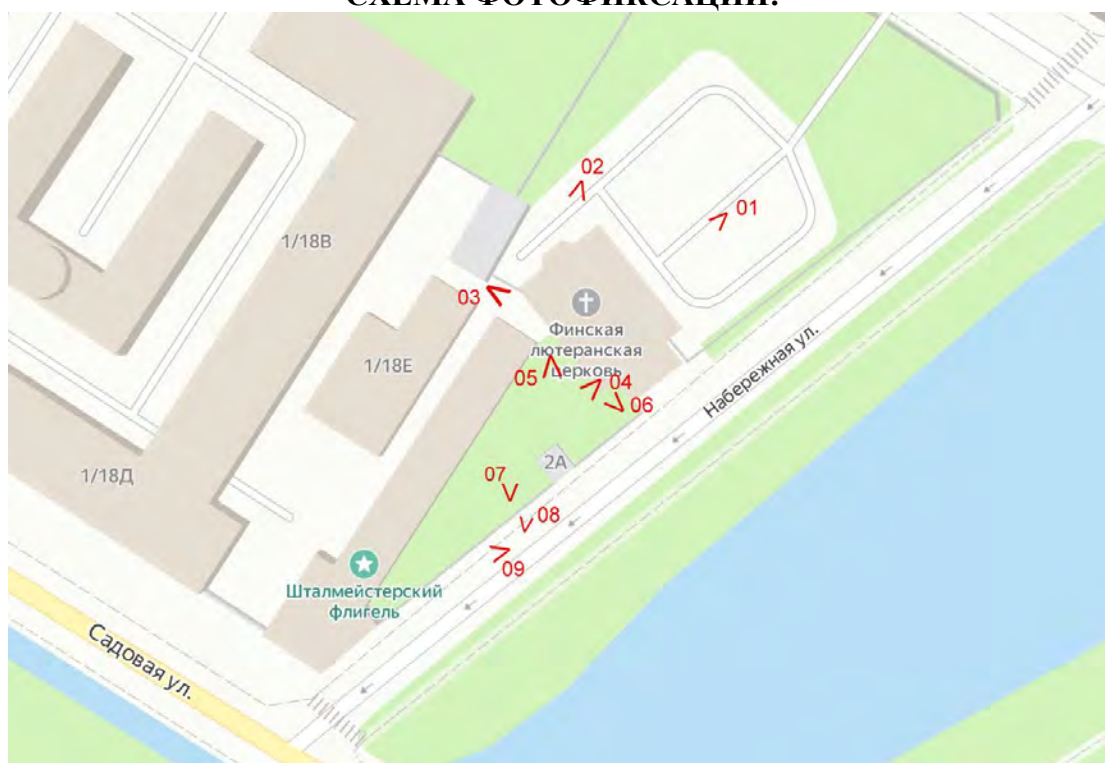 СХЕМА ФОТОФИКСАЦИИ:
02
01
1/18В
03
Финская
лютеранская
церковь
1/18Е
05
04
06
Набережная ул.
2А
1/18Д
07
08
09
Шталмейстерский
флигель
Садовая ул.